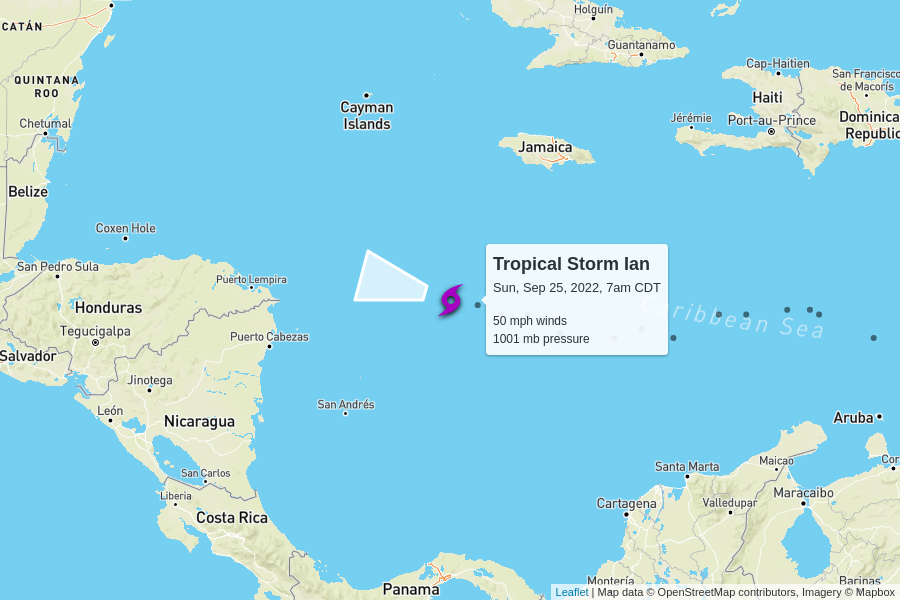 Holguín
CATÁN
Guantanamo
Cap-Haitien
QUINTANA
ROO
San Francisco
de Macorís
Haiti
Cayman
Islands
Chetumal
Jérémie
Port-au-Prince
Dominica
Republic
Jamaica
Belize
Coxen Hole
San Pedro Sula
Tropical Storm Ian
Sun, Sep 25, 2022, 7am CDT
50 mph winds
1001 mb pressure
Puerto Lempira
Honduras
Caribbean Sea
Tegucigalpa
Puerto Cabezas
Salvador
Jinotega
San Andrés
León
Nicaragua
Aruba
San Carlos
Santa Marta
Maicao
Cor
Liberia
Costa Rica
Cartagena
Valledupar
Maracaibo
Panama
Montería
Barinas
Leaflet | Map data © OpenStreetMap contributors, Imagery © Mapbox